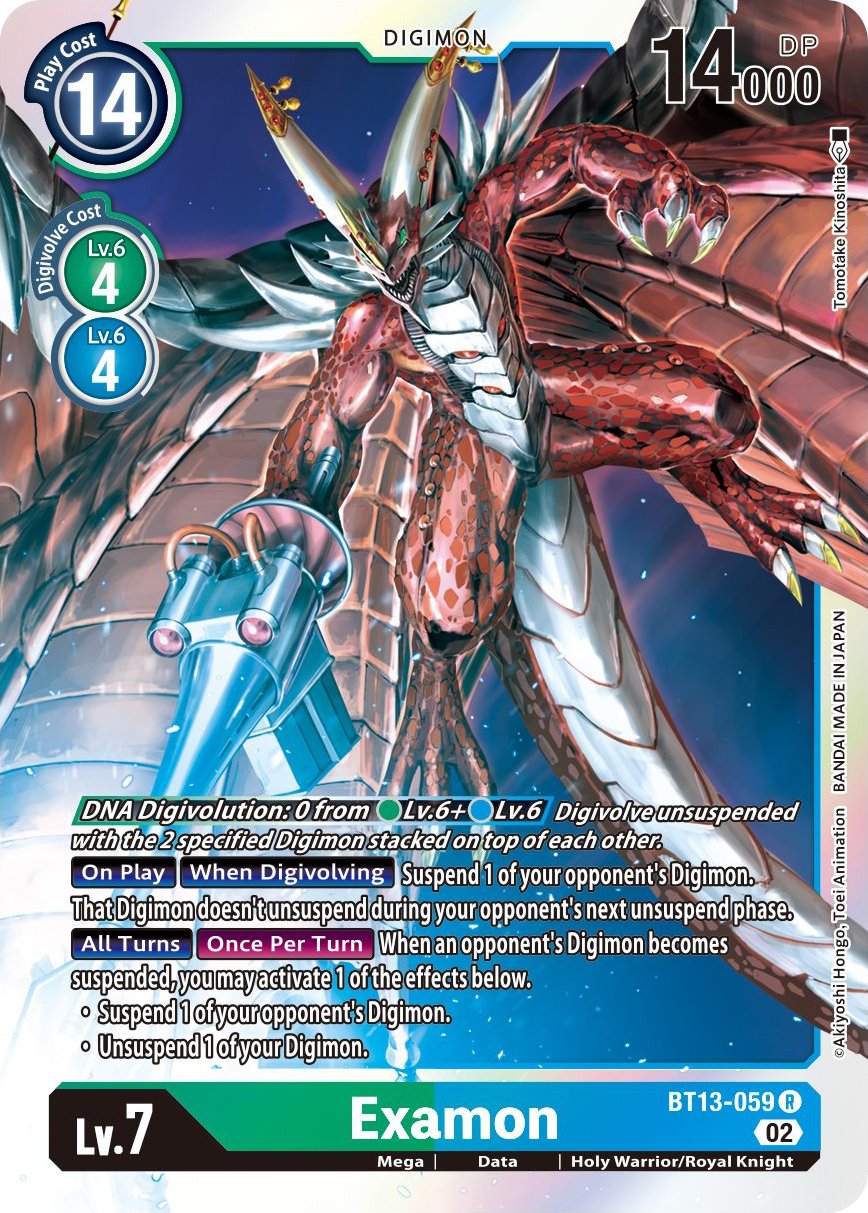 DIGIMON
Play Cost
14
14000
DP
Digivolve Cost
Lv.6
4
Lv.6
4
Tomotake Kinoshita
©Akiyoshi Hongo, Toei Animation BANDAI MADE IN JAPAN
DNA Digivolution: 0 from Lv.6+ Lv.6 Digivolve unsuspended
with the 2 specified Digimon stacked on top of each other.
On Play When Digivolving Suspend 1 of your opponent's Digimon.
That Digimon doesn't unsuspend during your opponent's next unsuspend phase.
All Turns Once Per Turn When an opponent's Digimon becomes
suspended, you may activate 1 of the effects below.
・ Suspend 1 of your opponent's Digimon.
・ Unsuspend 1 of your Digimon.
BT13-059 R
Lv.7
Examon
02
Mega | Data | Holy Warrior/Royal Knight